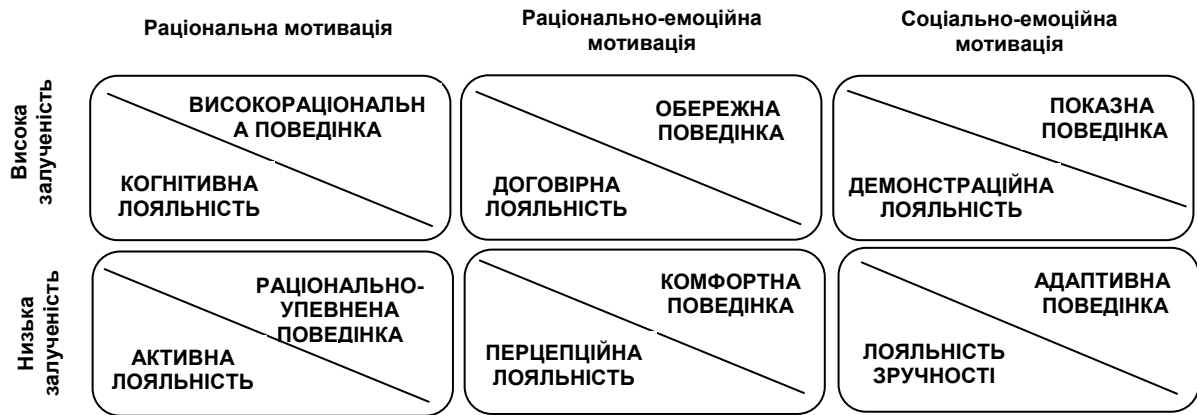 Раціональна мотивація
Раціонально-емоційна
мотивація
Соціально-емоційна
мотивація
Висока
залученість
ВИСОКОРАЦІОНАЛЬН
А ПОВЕДІНКА
КОГНІТИВНА
ЛОЯЛЬНІСТЬ
ОБЕРЕЖНА
ПОВЕДІНКА
ДОГОВІРНА
ЛОЯЛЬНІСТЬ
ПОКАЗНА
ПОВЕДІНКА
ДЕМОНСТРАЦІЙНА
ЛОЯЛЬНІСТЬ
Низька
залученість
РАЦІОНАЛЬНО-
УПЕВНЕНА
ПОВЕДІНКА
АКТИВНА
ЛОЯЛЬНІСТЬ
КОМФОРТНА
ПОВЕДІНКА
ПЕРЦЕПЦІЙНА
ЛОЯЛЬНІСТЬ
АДАПТИВНА
ПОВЕДІНКА
ЛОЯЛЬНІСТЬ
ЗРУЧНОСТІ